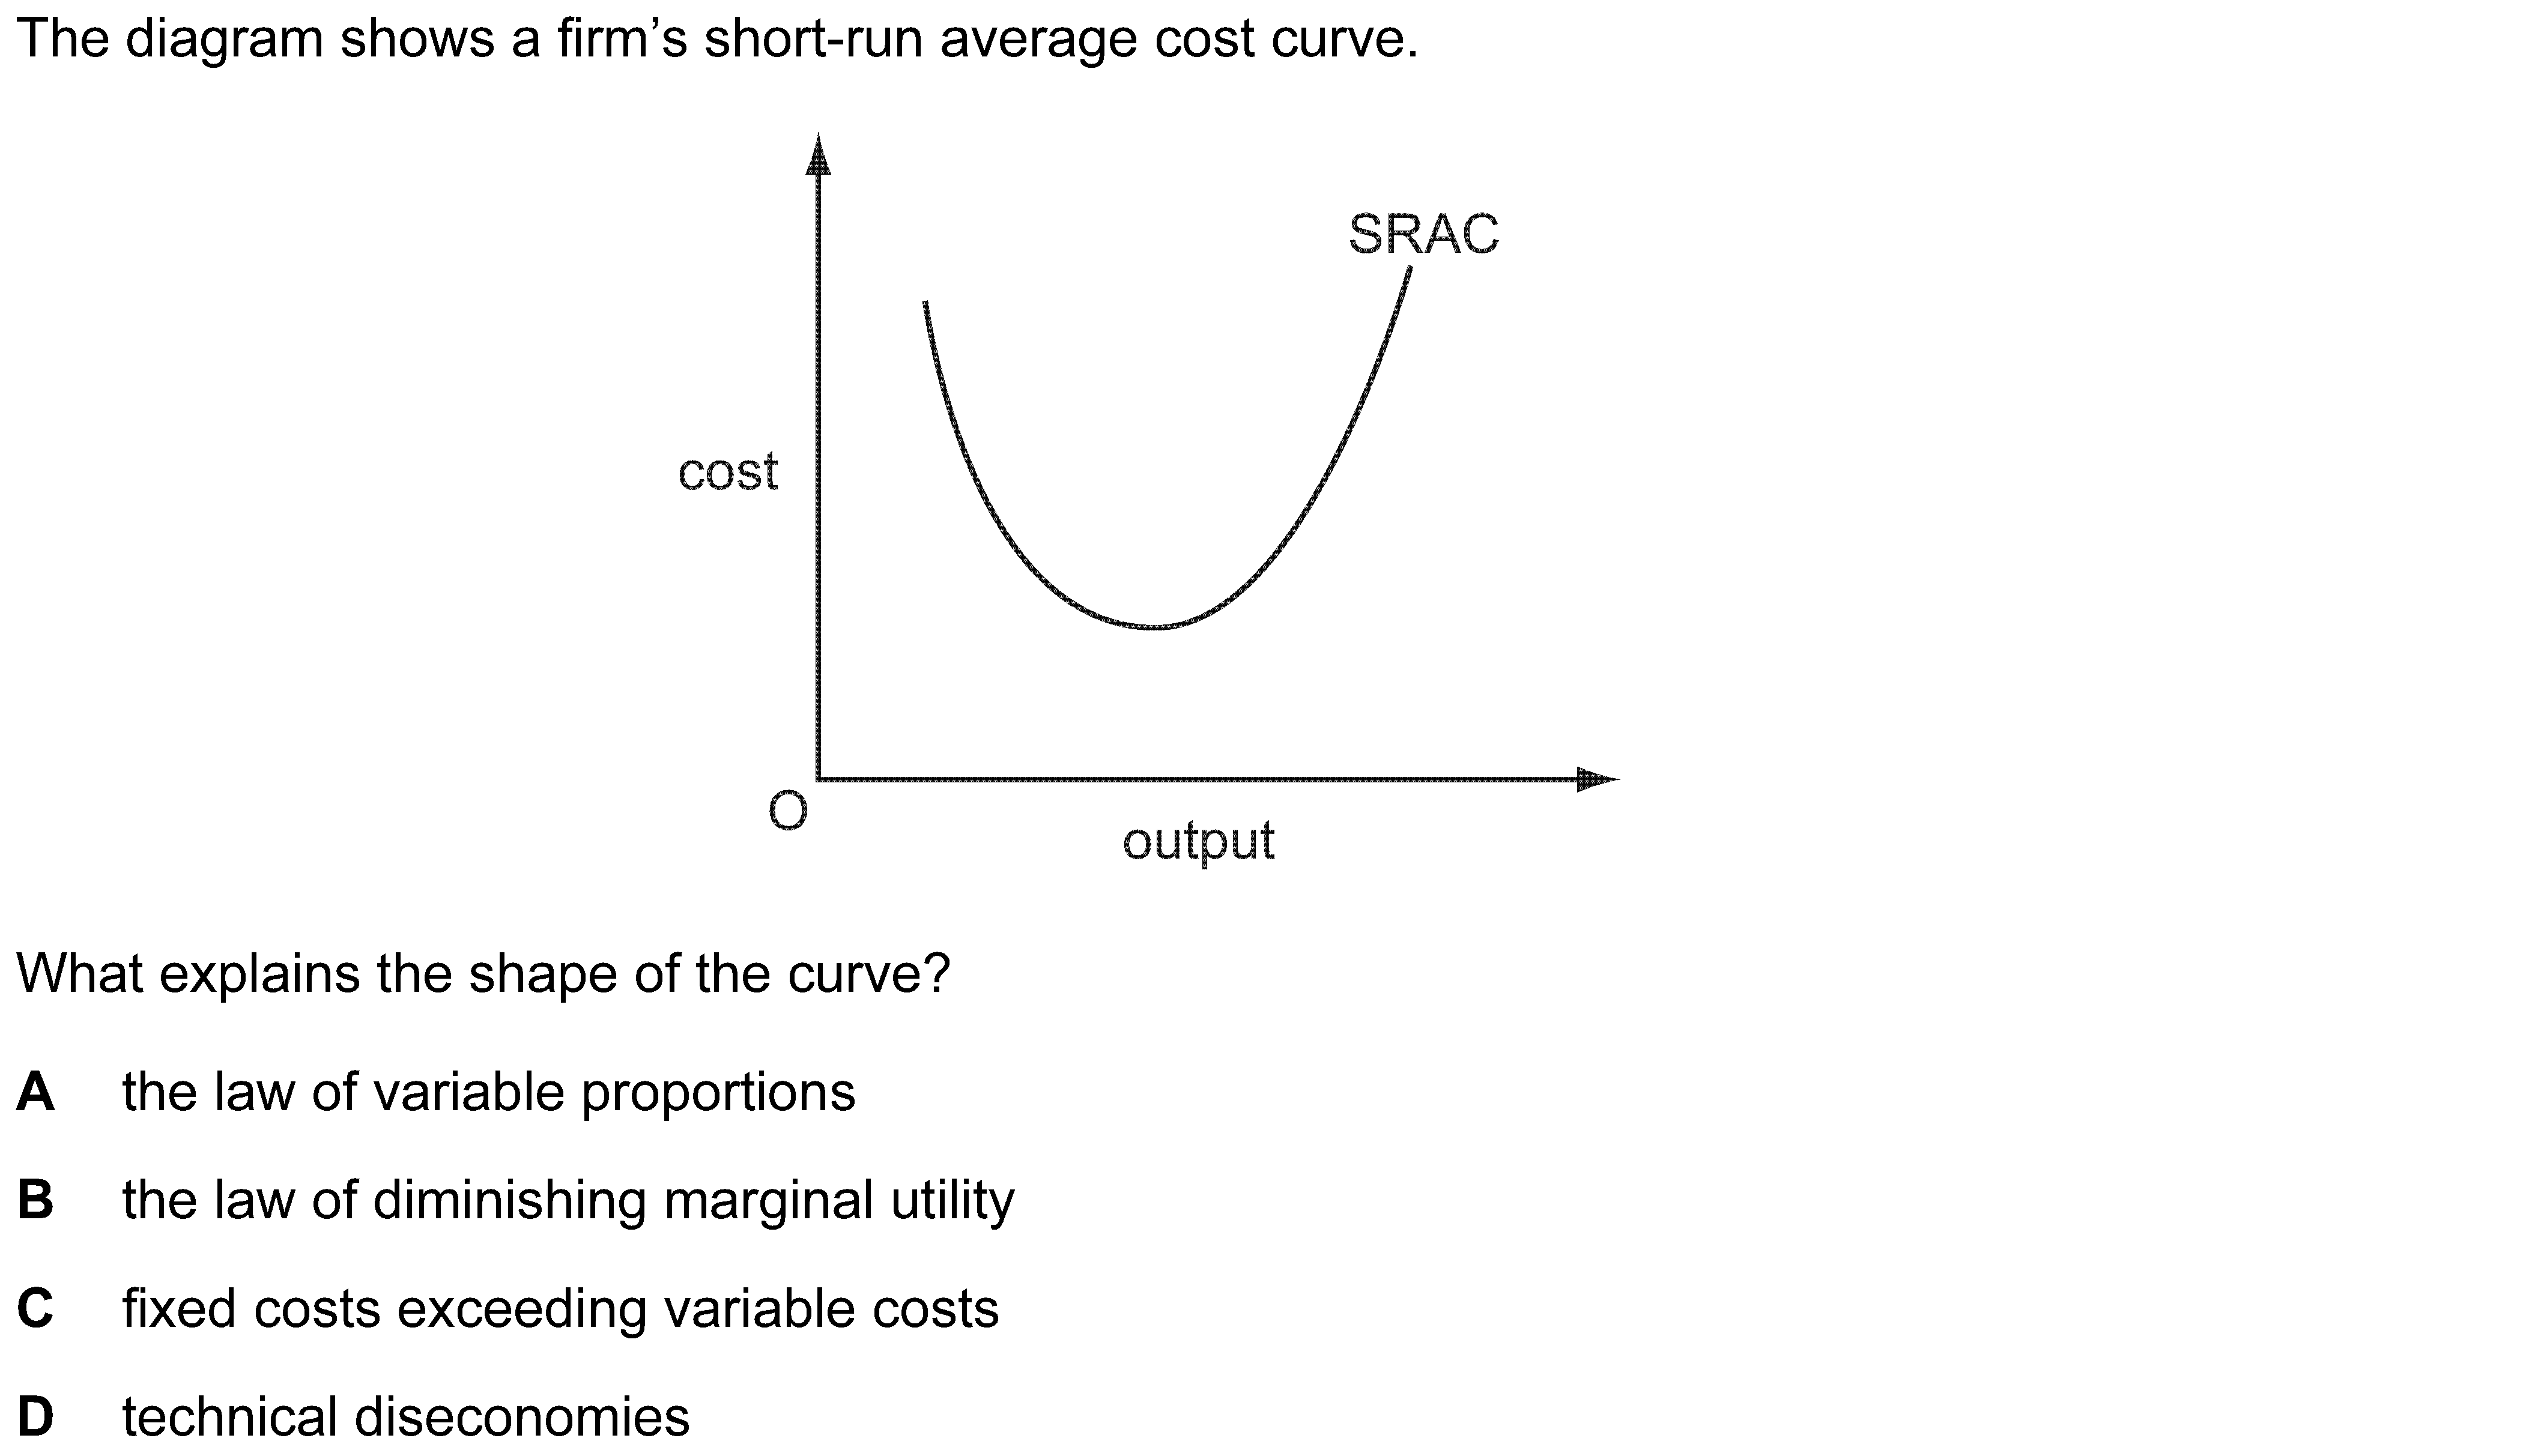 The diagram shows a firm’s short-run average cost curve.
SRAC
cost
O
output
What explains the shape of the curve?
A the law of variable proportions
B the law of diminishing marginal utility
C fixed costs exceeding variable costs
D technical diseconomies